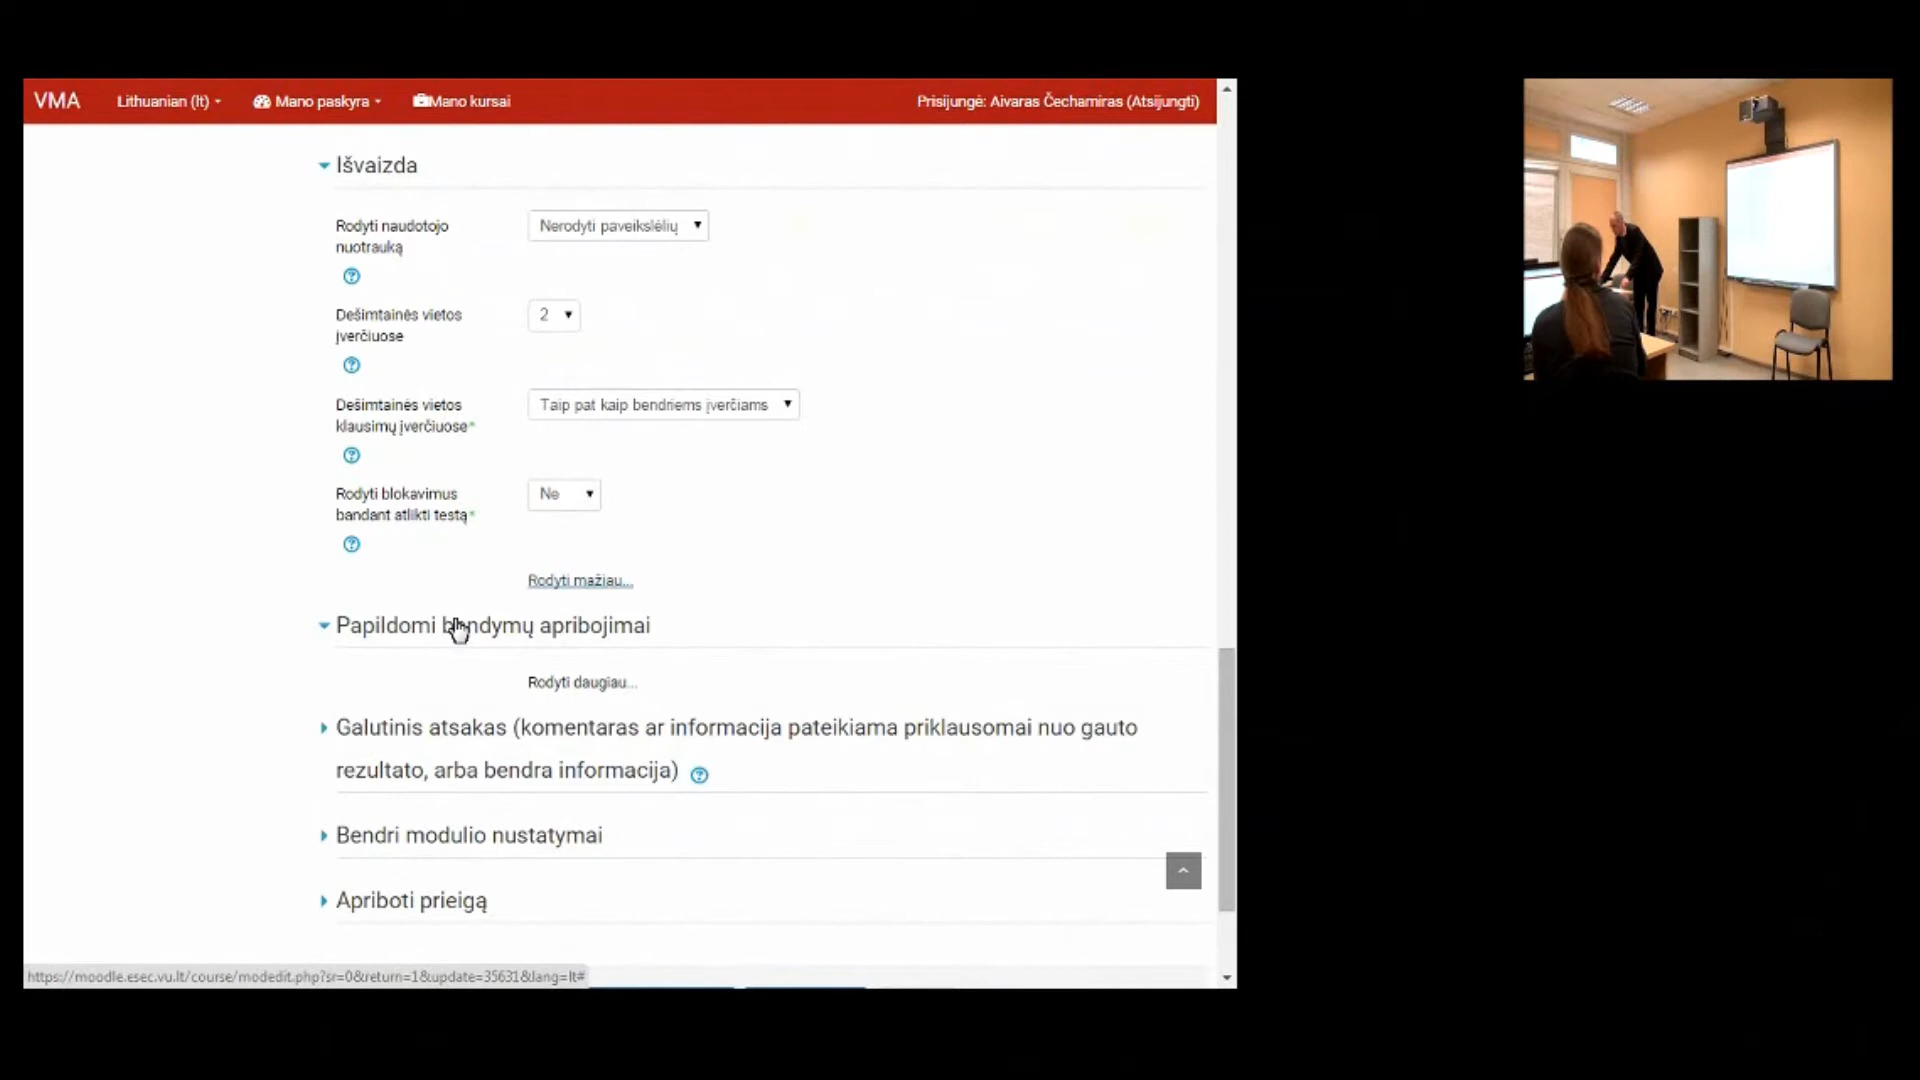 VMA Lithuanian (lt) Mano paskyra Mano kursai Prisijungė: Aivaras Čechamiras (Atsijungti)
Išvaizda
Rodyti naudotojo
nuotrauką
Nerodyti paveikslėlių
Dešimtainės vietos
įverčiuose
2
Dešimtainės vietos
klausimų įverčiuose*
Taip pat kaip bendriems įverčiams
Rodyti blokavimus
bandant atlikti testą*
Ne
Rodyti mažiau...
Papildomi bandymų apribojimai
Rodyti daugiau...
Galutinis atsakas (komentaras ar informacija pateikiama priklausomai nuo gauto
rezultato, arba bendra informacija)
Bendri modulio nustatymai
Apriboti prieigą
https://moodle.esec.vu.lt/course/modedit.php?sr=0&return=1&update=35631&lang=lt#